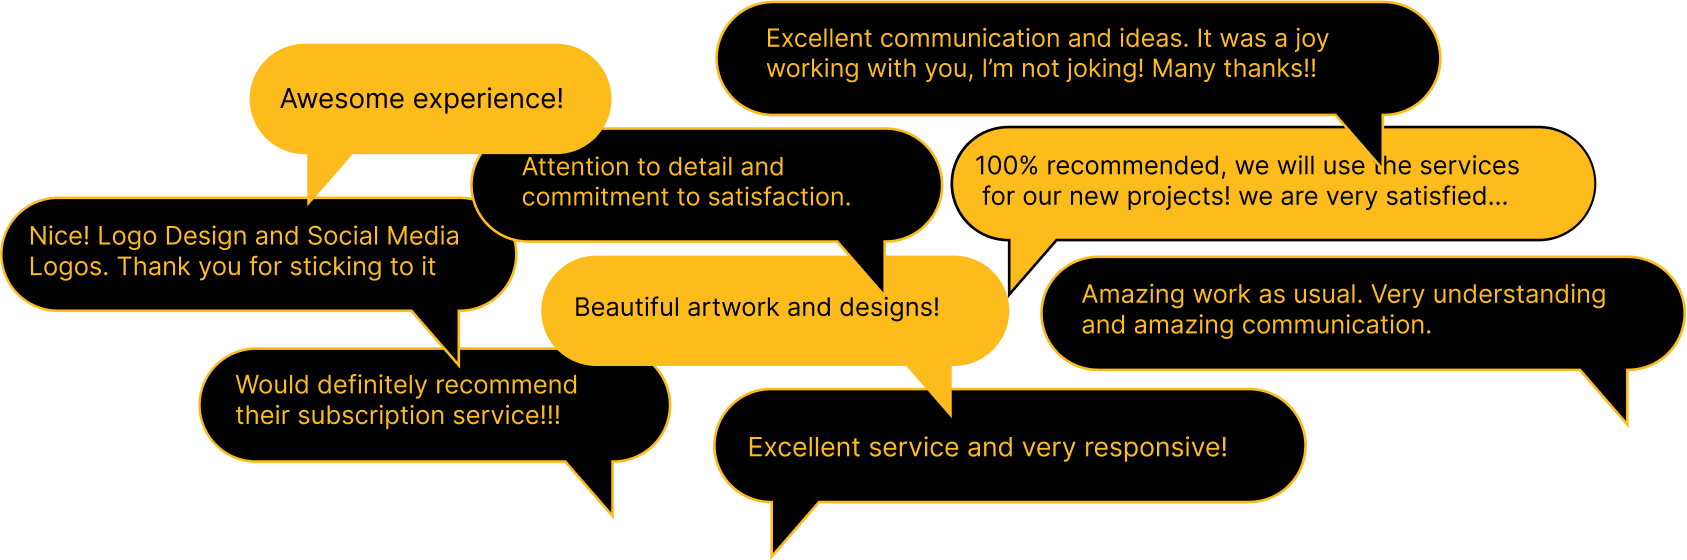 Excellent communication and ideas. It was a joy
working with you, I’m not joking! Many thanks!!
Awesome experience!
Attention to detail and
commitment to satisfaction.
100% recommended, we will use the services
for our new projects! we are very satisfied...
Nice! Logo Design and Social Media
Logos. Thank you for sticking to it
Beautiful artwork and designs!
Amazing work as usual. Very understanding
and amazing communication.
Would definitely recommend
their subscription service!!!
Excellent service and very responsive!